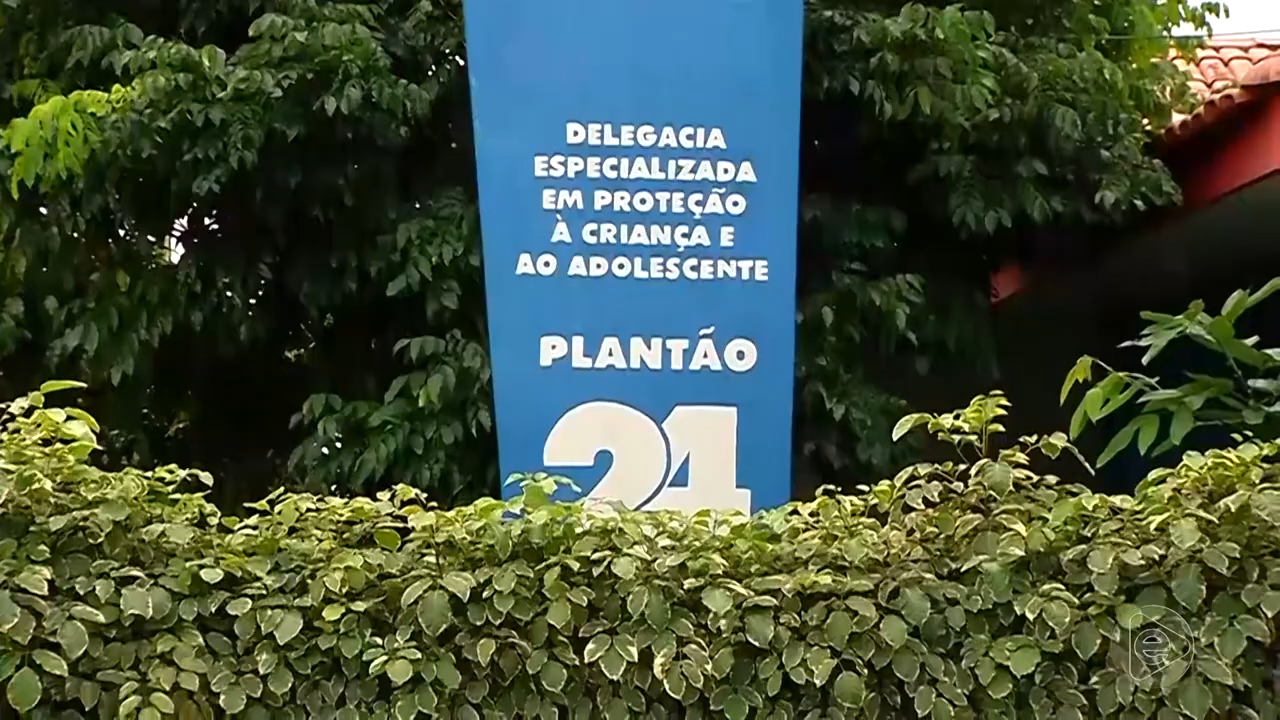 DELEGACIA
ESPECIALIZADA
EM PROTEÇÃO
À CRIANÇA E
AO ADOLESCENTE
PLANTÃO
24
e